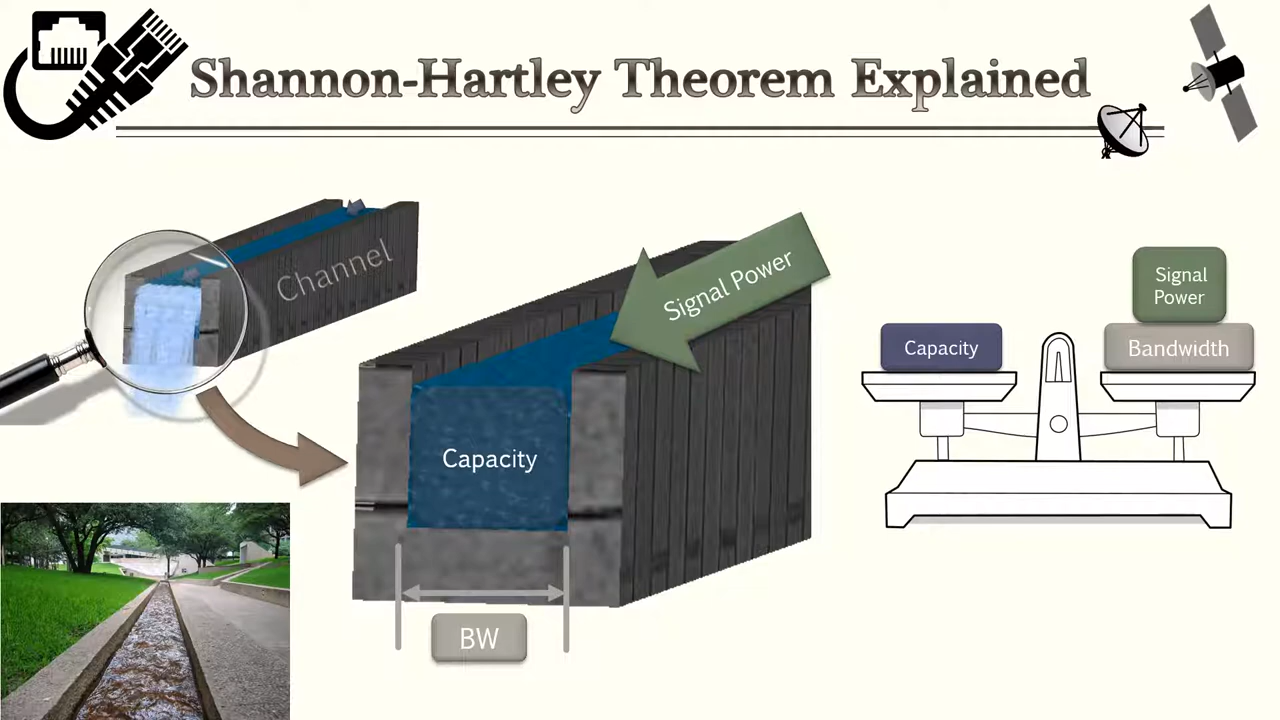 Shannon-Hartley Theorem Explained
Channel
Signal Power
Capacity
BW
Capacity
Signal
Power
Bandwidth